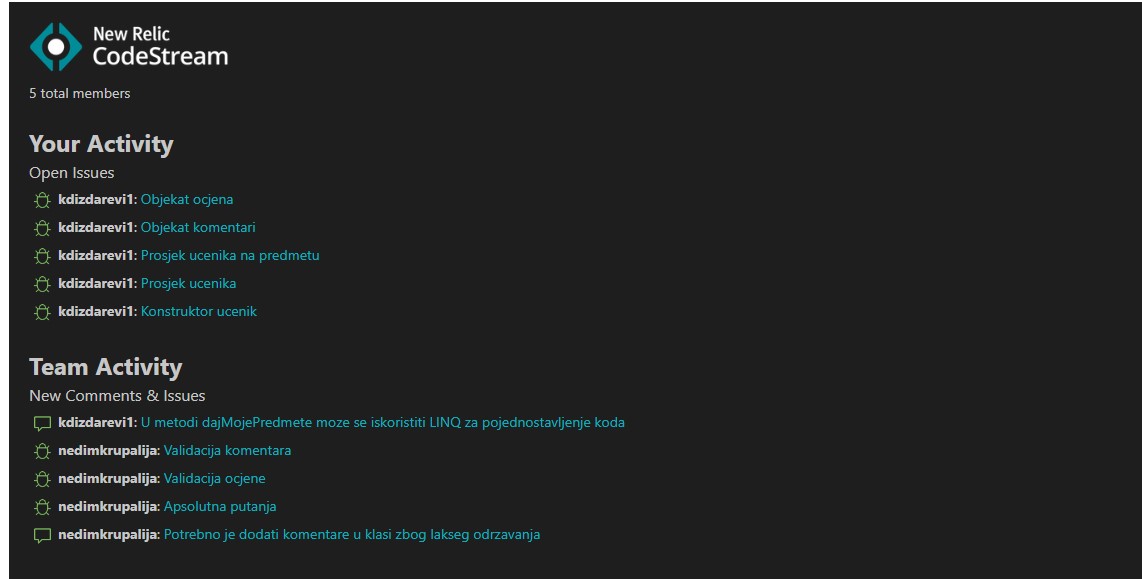 New Relic
CodeStream
5 total members
Your Activity
Open Issues
kdizdarevi1: Objekat ocjena
kdizdarevi1: Objekat komentari
kdizdarevi1: Prosjek ucenika na predmetu
kdizdarevi1: Prosjek ucenika
kdizdarevi1: Konstruktor ucenik
Team Activity
New Comments & Issues
kdizdarevi1: U metodi dajMojePredmete moze se iskoristiti LINQ za pojednostavljenje koda
nedimkrupalija: Validacija komentara
nedimkrupalija: Validacija ocjene
nedimkrupalija: Apsolutna putanja
nedimkrupalija: Potrebno je dodati komentare u klasi zbog lakseg odrzavanja